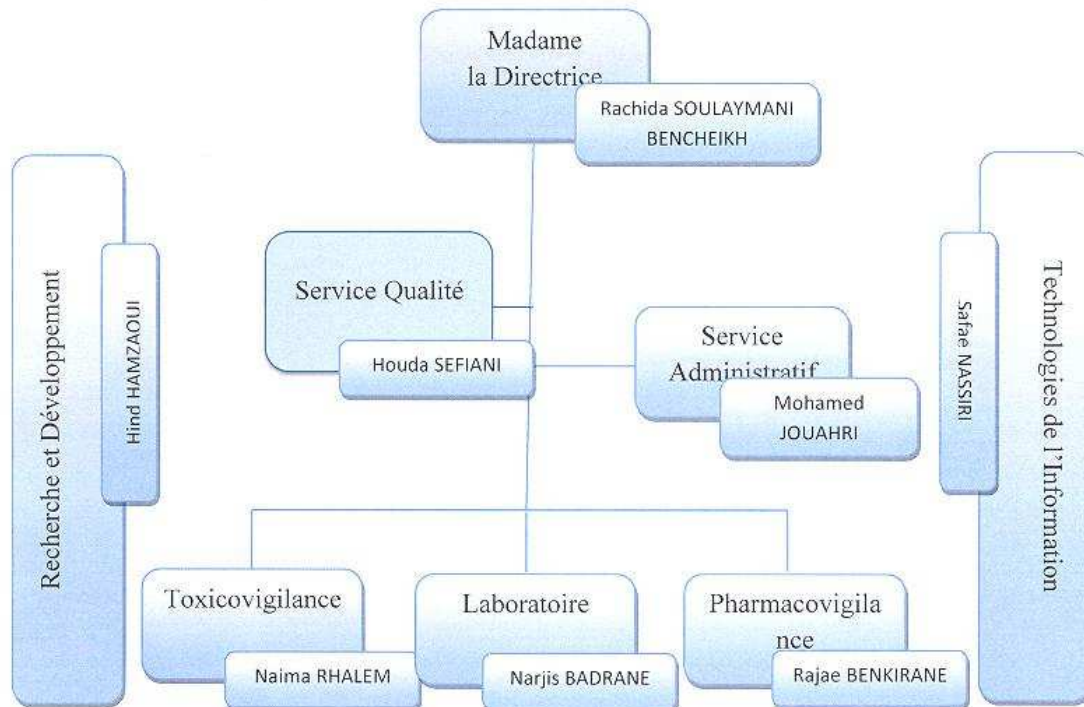 Madame
la Directrice
Rachida SOULAYMANI
BENCHEIKH
Recherche et Développement
Hind HAMZAOUI
Service Qualité
Houda SEFIANI
Service
Administratif
Mohamed
JOUAHRI
Safae NASSIRI
Technologies de l'Information
Toxicovigilance
Naima RHALEM
Laboratoire
Narjis BADRANE
Pharmacovigila
nce
Rajae BENKIRANE